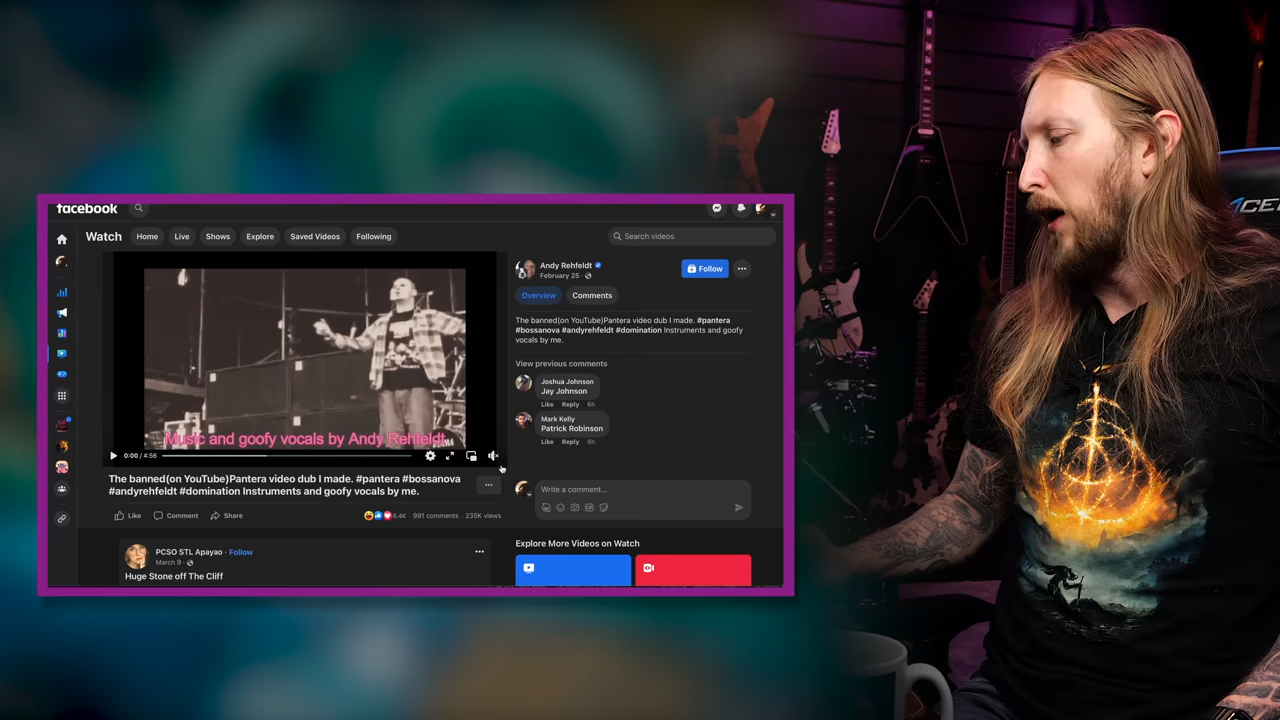 facebook
Watch
Home
Live
Shows
Explore
Saved Videos
Following
Search videos
Music and goofy vocals by Andy Rehfeldt
0:00 / 4:56
Andy Rehfeldt
February 25 ·
Follow
Overview
Comments
The banned(on YouTube)Pantera video dub I made. #pantera
#bossanova #andyrehfeldt #domination Instruments and goofy
vocals by me.
View previous comments
Joshua Johnson
Jay Johnson
Like Reply 6h
Mark Kelly
Patrick Robinson
Like Reply 5h
Write a comment...
The banned(on YouTube)Pantera video dub I made. #pantera #bossanova
#andyrehfeldt #domination Instruments and goofy vocals by me.
Like
Comment
Share
6.4K · 991 comments · 235K views
PCSO STL Apayao · Follow
March 9 ·
Huge Stone off The Cliff
Explore More Videos on Watch